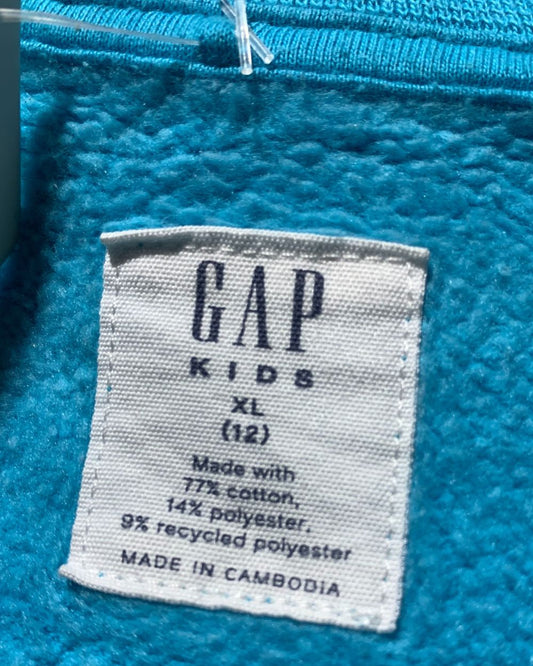 GAP
KIDS
XL
(12)
Made with
77% cotton,
14% polyester,
9% recycled polyester
MADE IN CAMBODIA